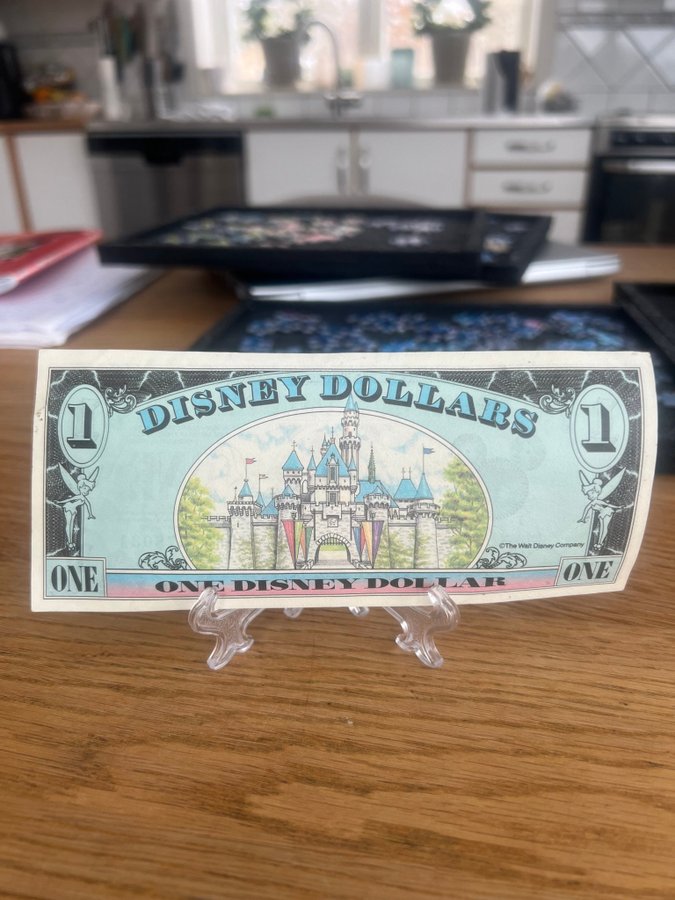 DISNEY DOLLARS
1
1
©The Walt Disney Company
ONE
ONE DISNEY DOLLAR
ONE